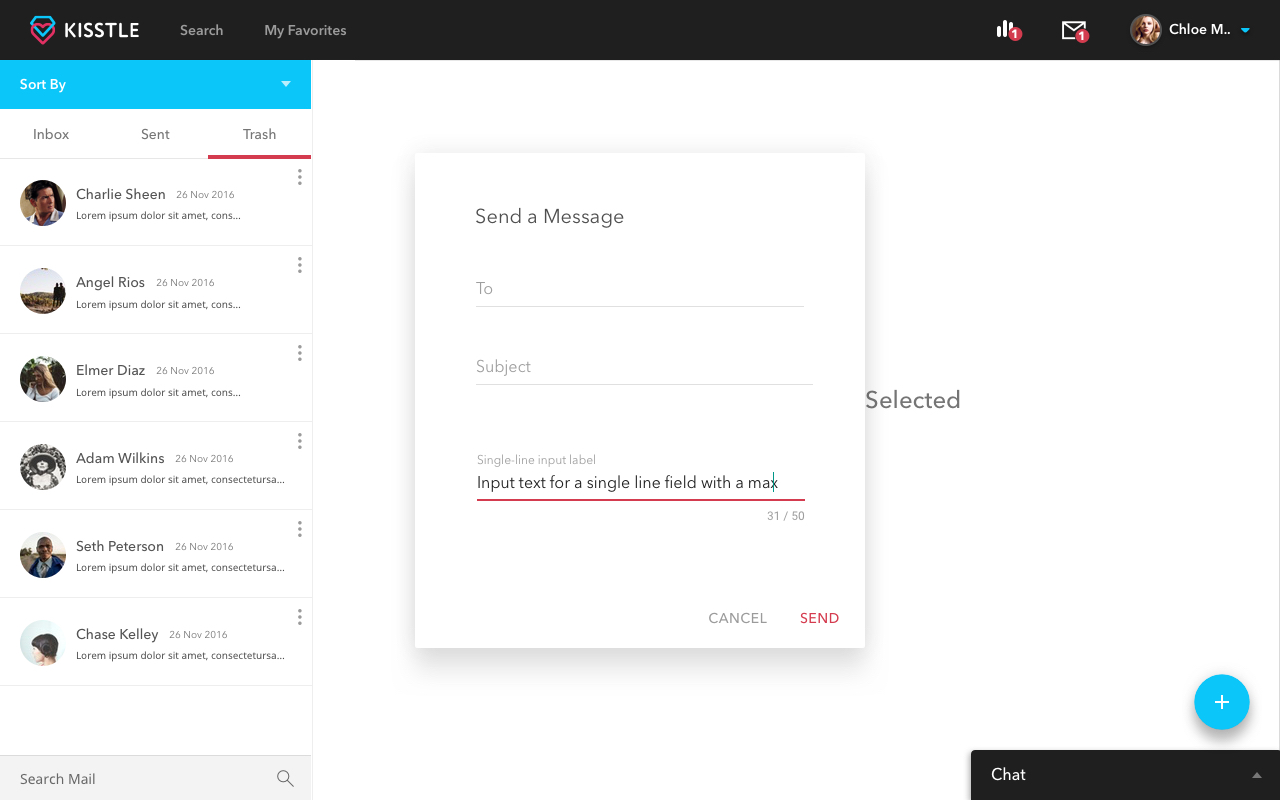 KISSTLE
Search
My Favorites
1
1
Chloe M..
Sort By
Inbox
Sent
Trash
Charlie Sheen 26 Nov 2016
Lorem ipsum dolor sit amet, cons...
Angel Rios 26 Nov 2016
Lorem ipsum dolor sit amet, cons...
Elmer Diaz 26 Nov 2016
Lorem ipsum dolor sit amet, cons...
Adam Wilkins 26 Nov 2016
Lorem ipsum dolor sit amet, consectetursa...
Seth Peterson 26 Nov 2016
Lorem ipsum dolor sit amet, consectetursa...
Chase Kelley 26 Nov 2016
Lorem ipsum dolor sit amet, consectetursa...
Search Mail
Send a Message
To
Subject
Selected
Single-line input label
Input text for a single line field with a max
31 / 50
CANCEL
SEND
Chat